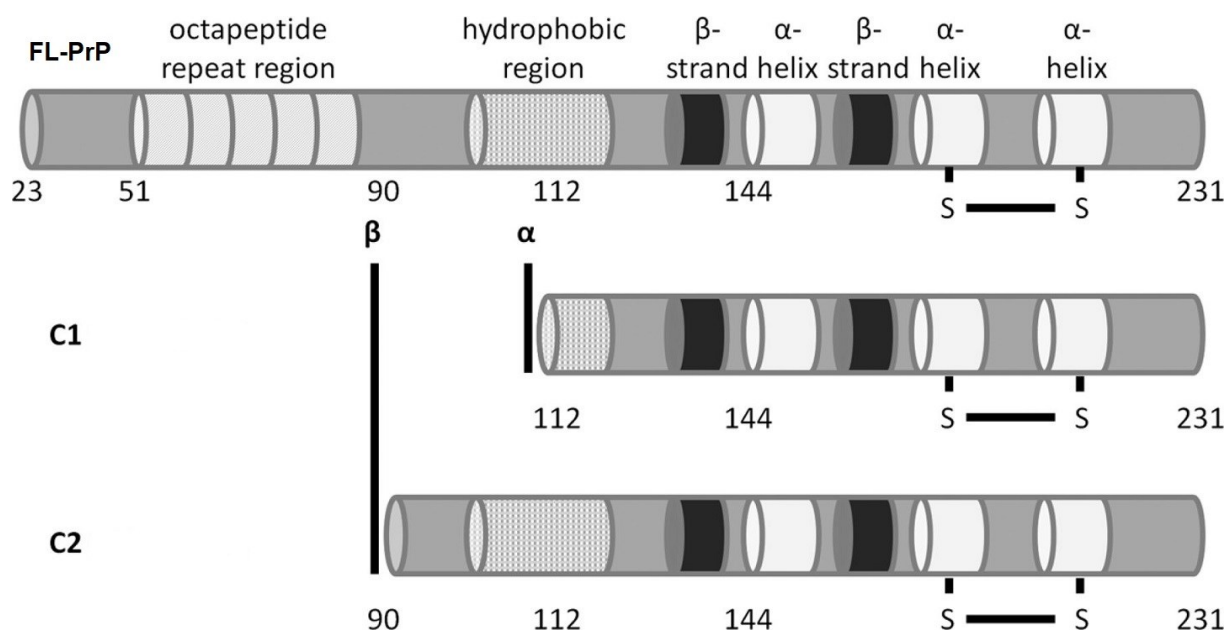 octapeptide hydrophobic β- α- β- α- α-
FL-PrP repeat region region strand helix strand helix helix
23 51 90 112 144 S S 231
β α
C1
112 144 S S 231
C2
90 112 144 S S 231